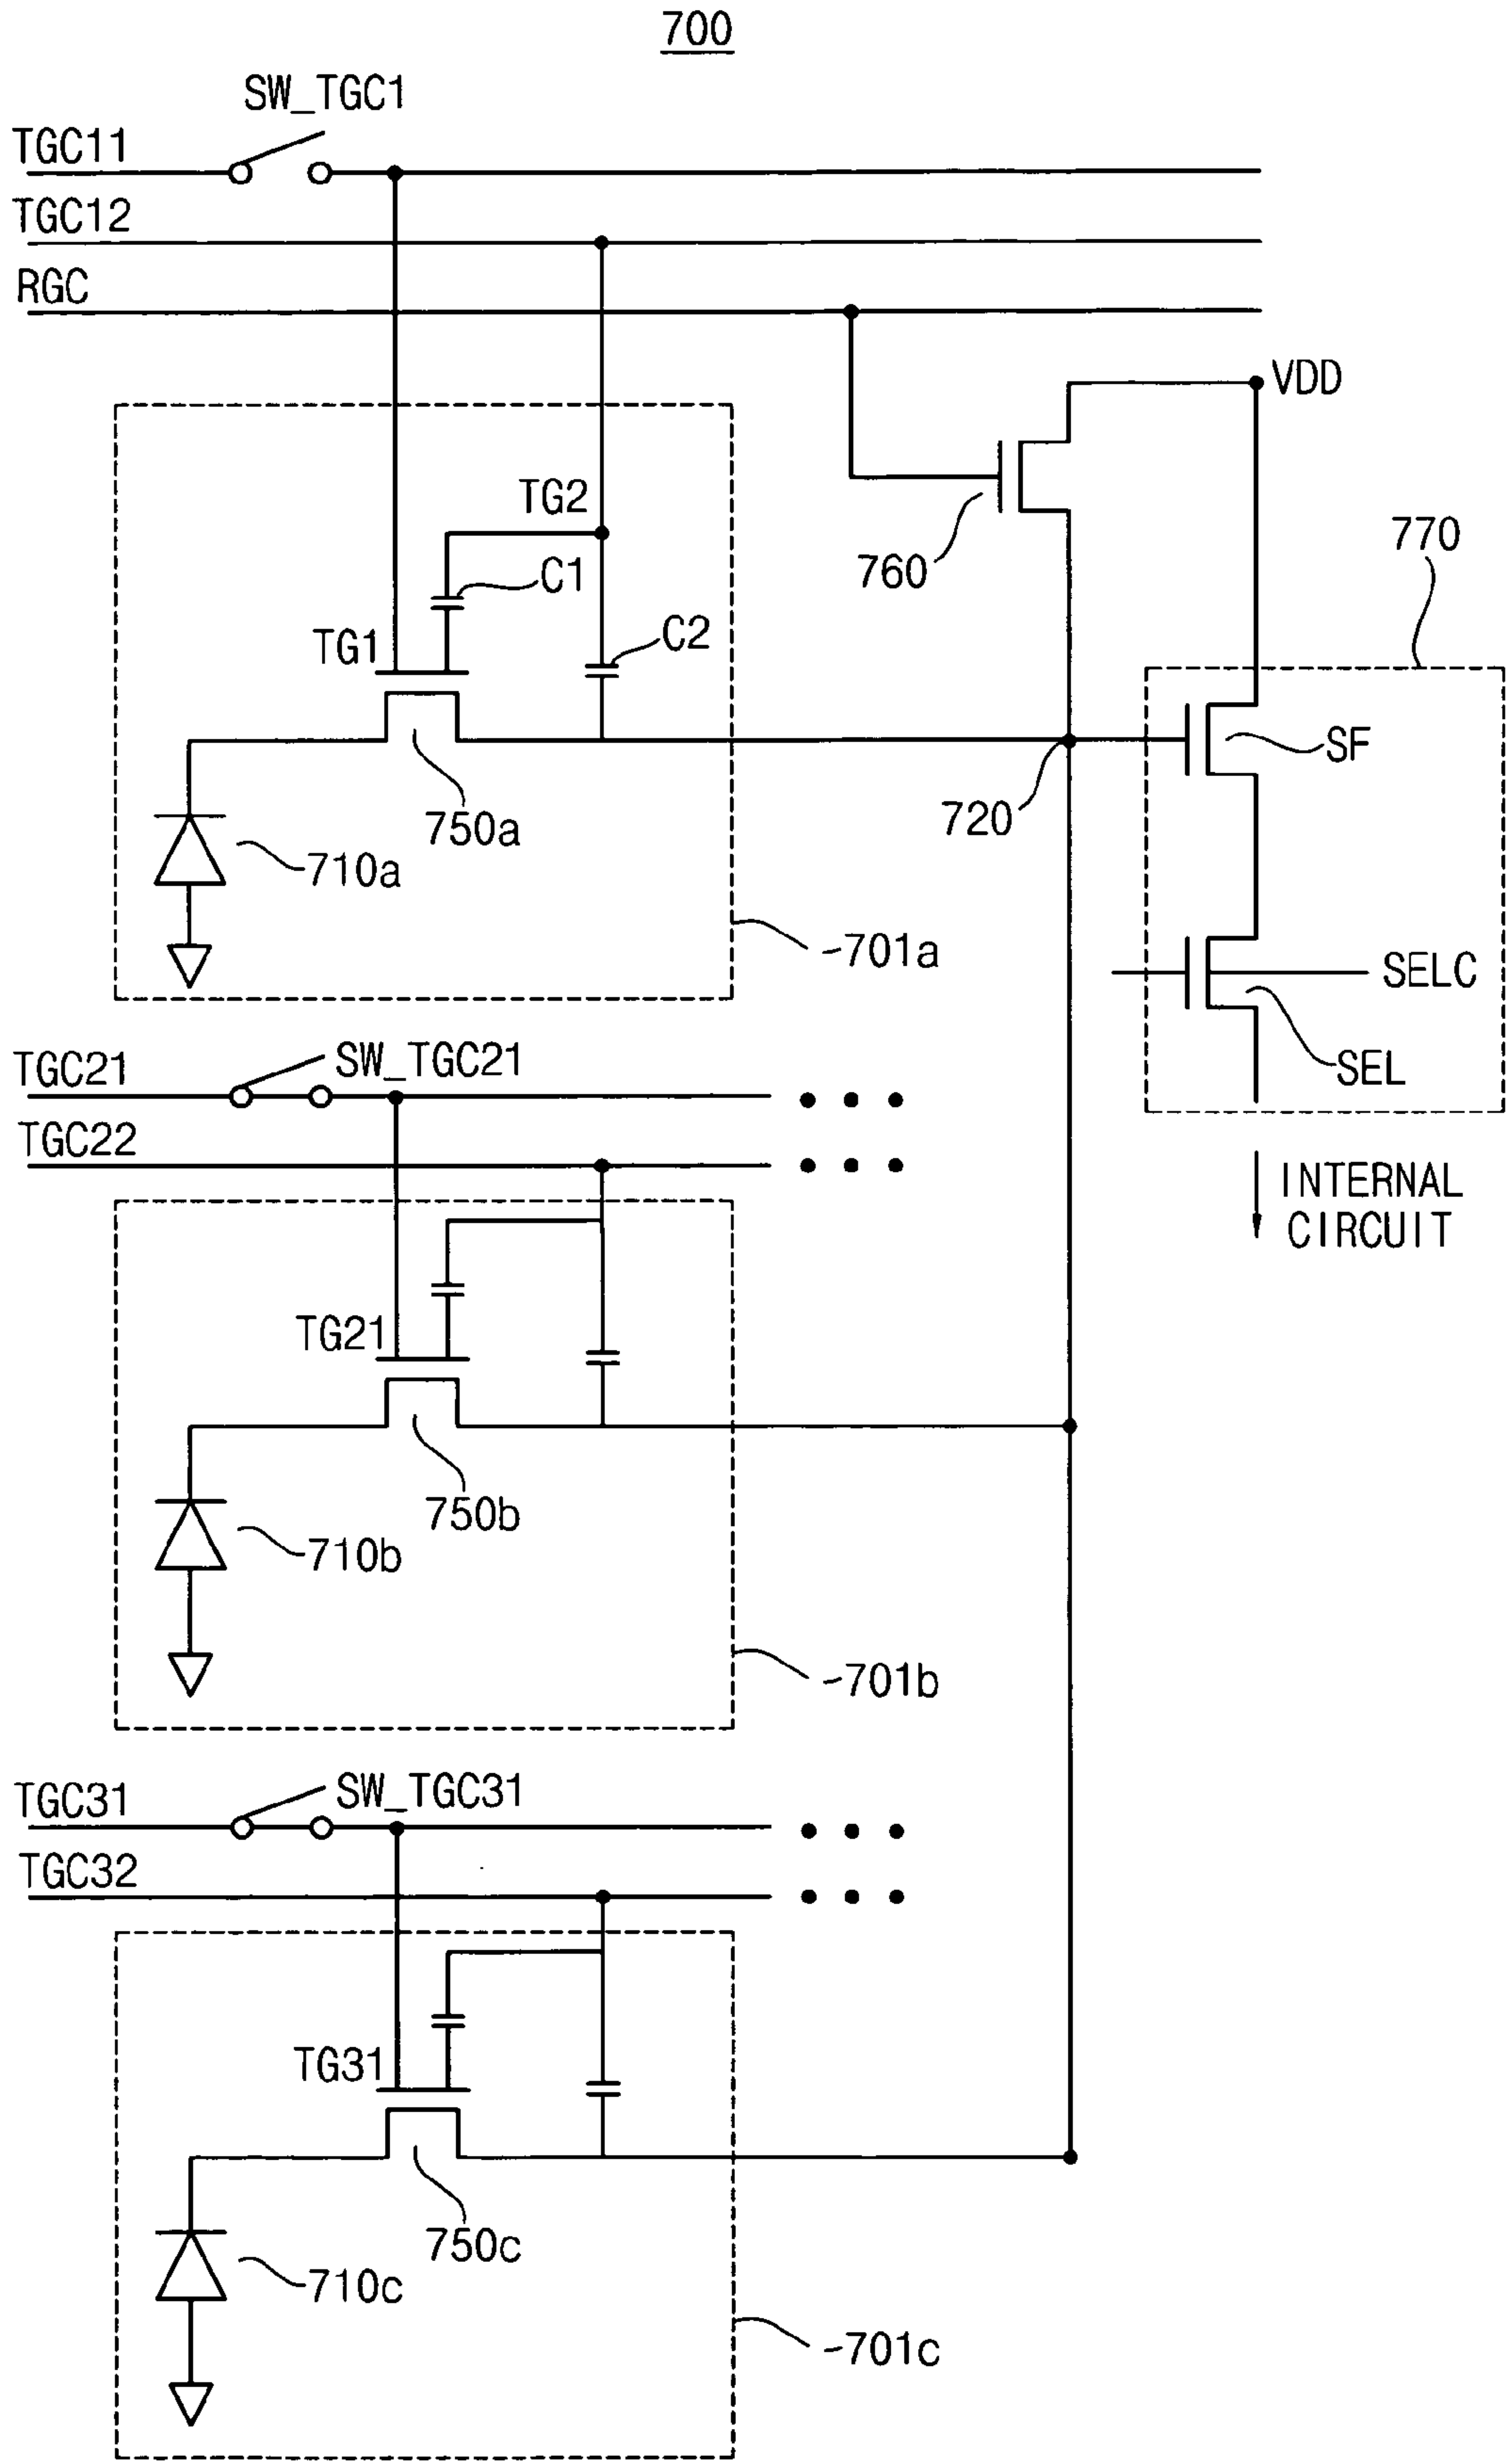 700
SW_TGC1
TGC11
TGC12
RGC
VDD
TG2
C1
760
770
TG1
C2
SF
750a
720
710a
701a
SELC
SEL
TGC21
SW_TGC21
TGC22
INTERNAL
CIRCUIT
TG21
750b
710b
701b
TGC31
SW_TGC31
TGC32
TG31
750c
710c
701c